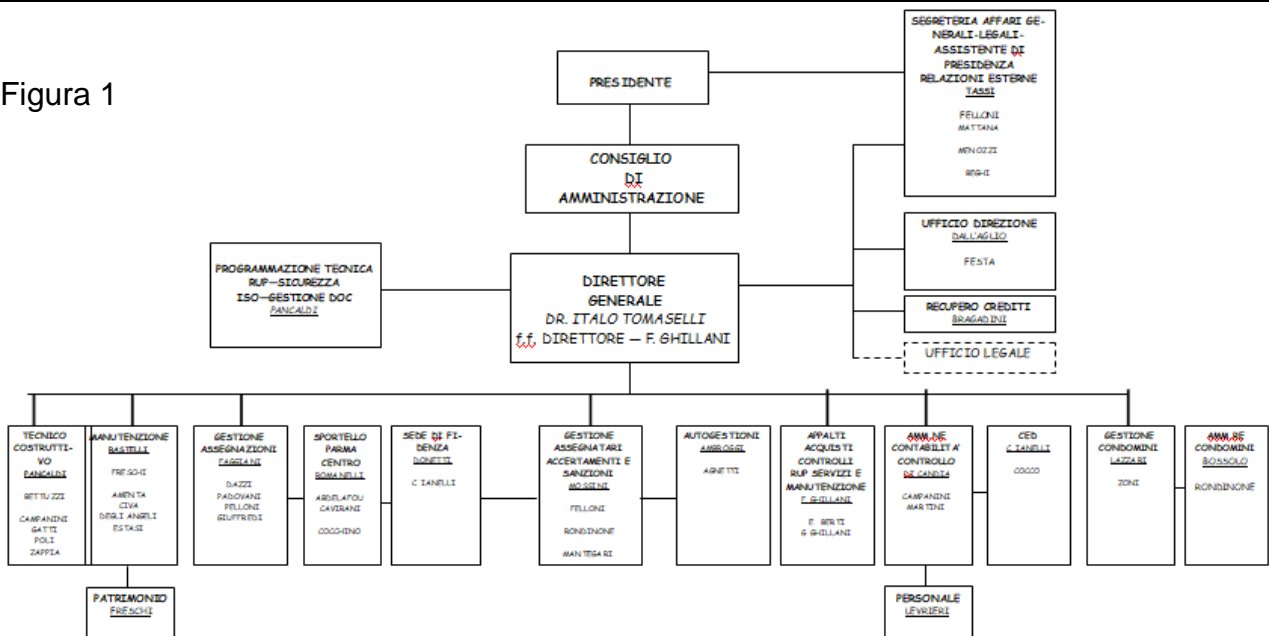 Figura 1
PRESIDENTE
SEGRETERIA AFFARI GE-
NERALI-LEGALI-
ASSISTENTE DI
PRESIDENZA
RELAZIONI ESTERNE
TASSI
FELLONI
MATTANA
MENOZZI
BEGHI
CONSIGLIO
DI
AMMINISTRAZIONE
UFFICIO DIREZIONE
DALL'AGLIO
FESTA
PROGRAMMAZIONE TECNICA
RUP—SICUREZZA
ISO—GESTIONE DOC
PANCALDI
DIRETTORE
GENERALE
DR. ITALO TOMASELLI
f.f. DIRETTORE — F. GHILLANI
RECUPERO CREDITI
BRAGADINI
UFFICIO LEGALE
TECNICO
COSTRUTTI-
VO
PANCALDI
BETTUZZI
CAMPANINI
GATTI
POLI
ZAPPIA
MANUTENZIONE
RASTELLI
FRESCHI
AMENTA
CIVA
DEGLI ANGELI
ESTASI
GESTIONE
ASSEGNAZIONI
FAGGIANI
DAZZI
PADOVANI
PELLONI
GIUFFREDI
SPORTELLO
PARMA
CENTRO
ROMANELLI
ABDELAFOU
CAVIRANI
COCCHINO
SEDE DI FI-
DENZA
DONETTI
C IANELLI
GESTIONE
ASSEGNATARI
ACCERTAMENTI E
SANZIONI
MOSSINI
FELLONI
RONDINONE
MANTEGARI
AUTOGESTIONI
AMBROGGI
AGNETTI
APPALTI
ACQUISTI
CONTROLLI
RUP SERVIZI E
MANUTENZIONE
F. GHILLANI
E. BERTI
G GHILLANI
AMM.NE
CONTABILITA'
CONTROLLO
DI CANDIA
CAMPANINI
MARTINI
CED
C. IANELLI
COCCO
GESTIONE
CONDOMINI
LAZZARI
ZONI
AMM.RE
CONDOMINI
BOSSOLO
RONDINONE
PATRIMONIO
FRESCHI
PERSONALE
LEVRIERI